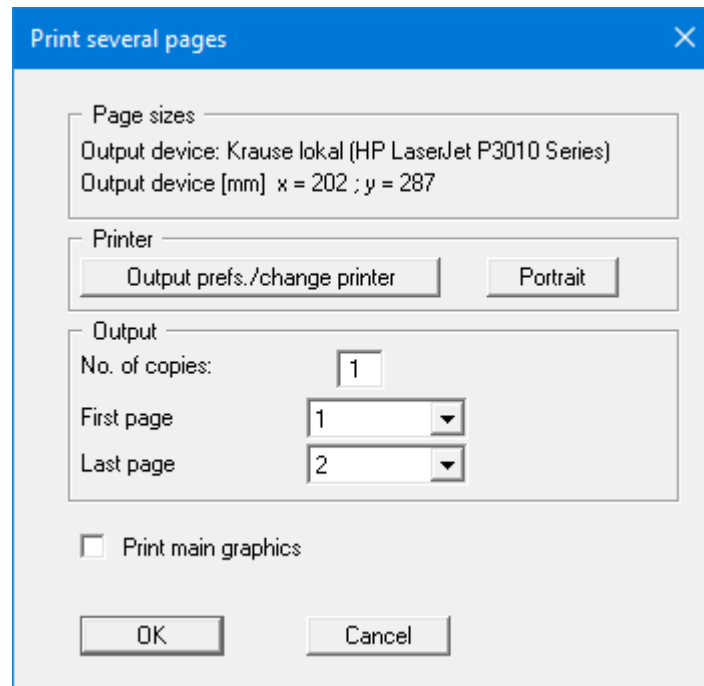 Print several pages
Page sizes
Output device: Krause lokal (HP LaserJet P3010 Series)
Output device [mm]  x = 202 ; y = 287
Printer
Output prefs./change printer
Portrait
Output
No. of copies:
1
First page
1
Last page
2
Print main graphics
OK
Cancel